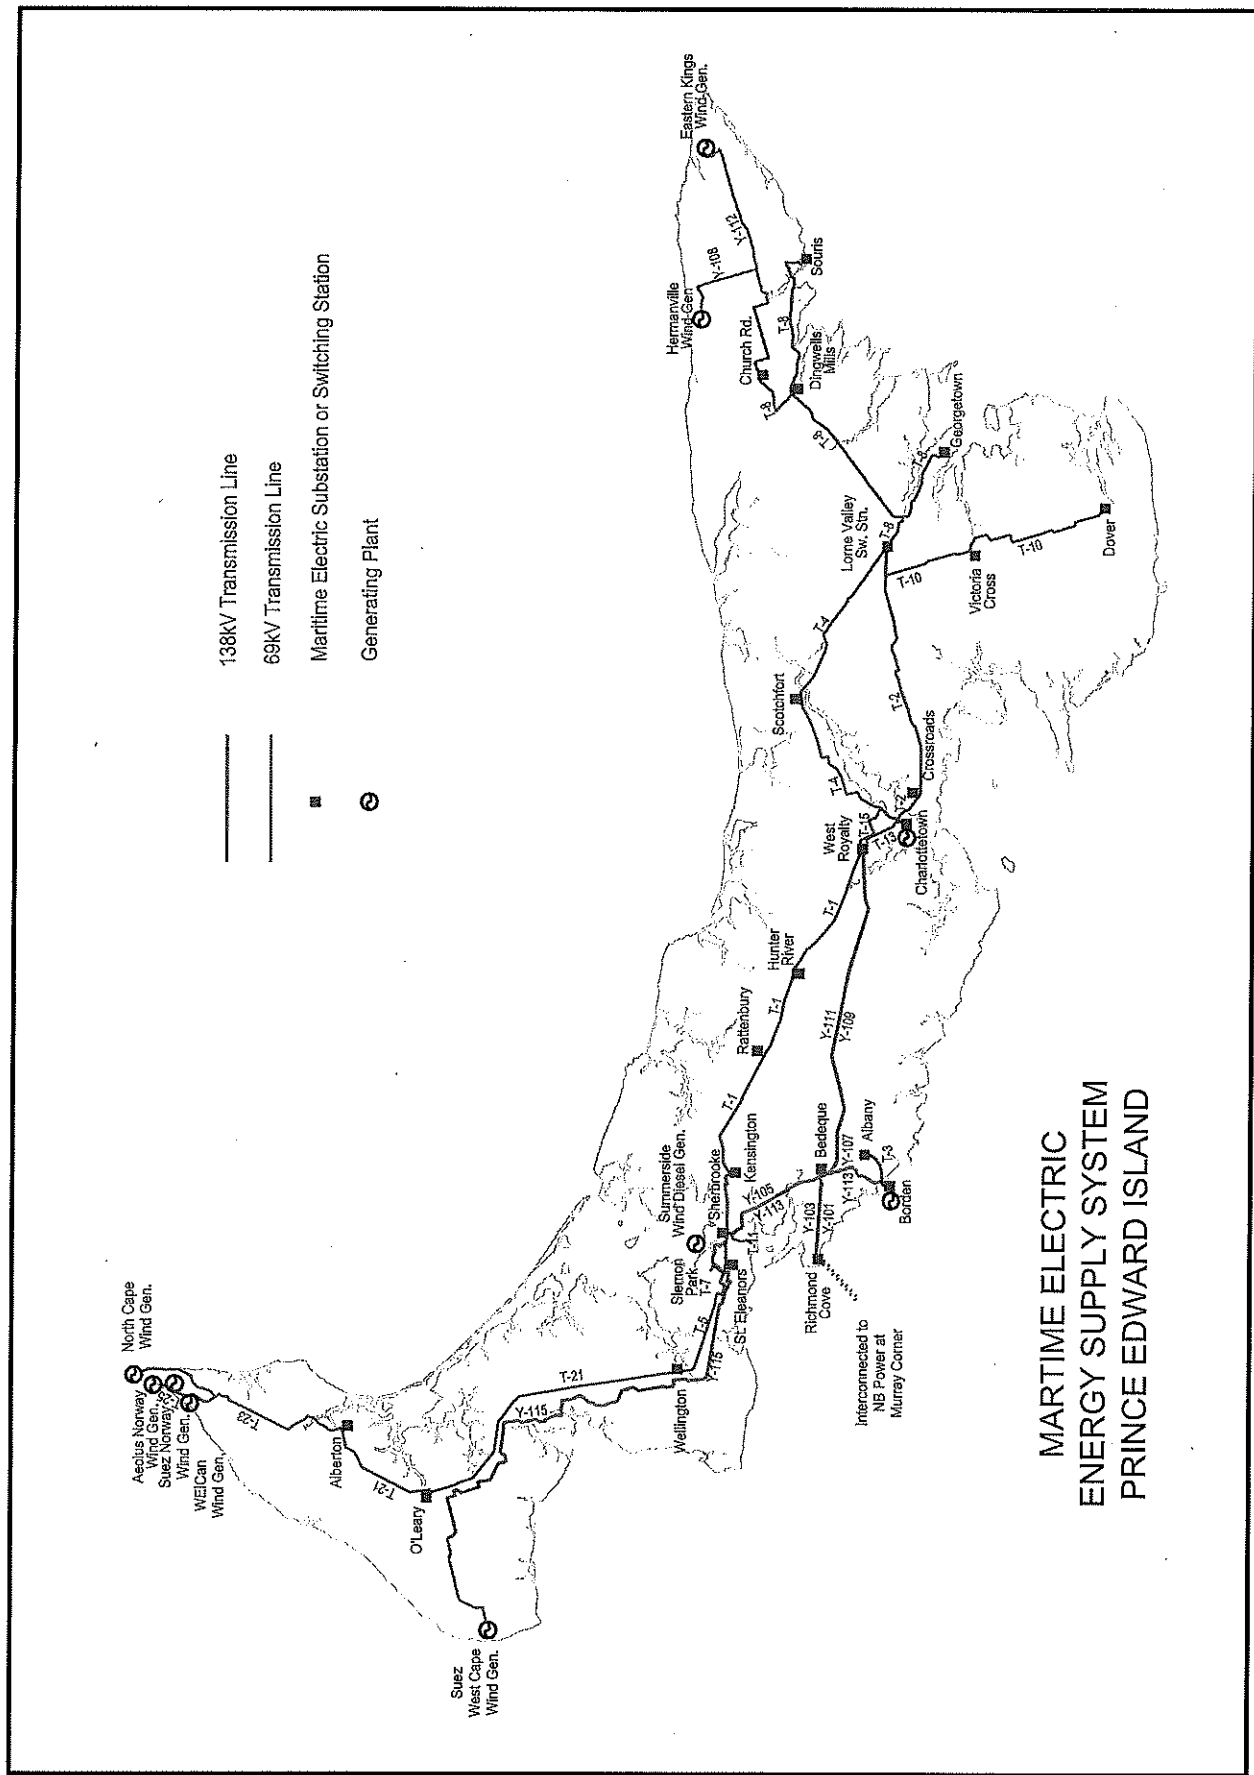 138kV Transmission Line
69kV Transmission Line
Maritime Electric Substation or Switching Station
Generating Plant
North Cape
Wind Gen.
Aeolus Norway
Wind Gen.
Suez Norway
Wind Gen.
WEICan
Wind Gen.
T-23
Alberton
T-21
O'Leary
Suez
West Cape
Wind Gen.
Y-115
T-21
Wellington
T-5
Y-115
Slemon
Park
T-7
St. Eleanors
Summerside
Wind/Diesel Gen.
Sherbrooke
T-11
Kensington
Y-105
Y-113
Richmond
Cove
Y-103
Y-101
Interconnected to
NB Power at
Murray Corner
Bedeque
Y-107
Y-113
Albany
T-3
Borden
T-1
Rattenbury
T-1
Hunter
River
T-1
Y-111
Y-109
West
Royalty
T-15
T-13
Charlottetown
T-2
Crossroads
T-4
Scotchfort
T-4
T-2
Lorne Valley
Sw. Stn.
T-8
T-10
Victoria
Cross
T-10
Dover
T-8
Georgetown
T-8
Dingwells
Mills
T-8
Church Rd.
T-8
Souris
Hermanville
Wind-Gen
Y-108
Y-112
Eastern Kings
Wind-Gen.
MARTIME ELECTRIC
ENERGY SUPPLY SYSTEM
PRINCE EDWARD ISLAND